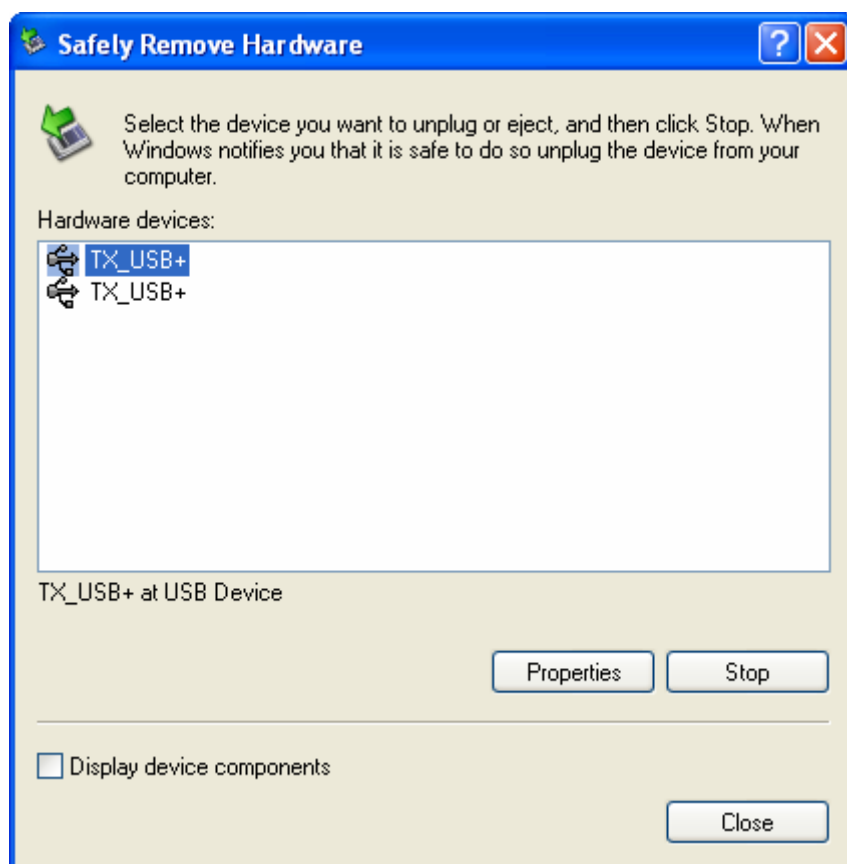 Safely Remove Hardware
Select the device you want to unplug or eject, and then click Stop. When
Windows notifies you that it is safe to do so unplug the device from your
computer.
Hardware devices:
TX_USB+
TX_USB+
TX_USB+ at USB Device
Properties
Stop
Display device components
Close